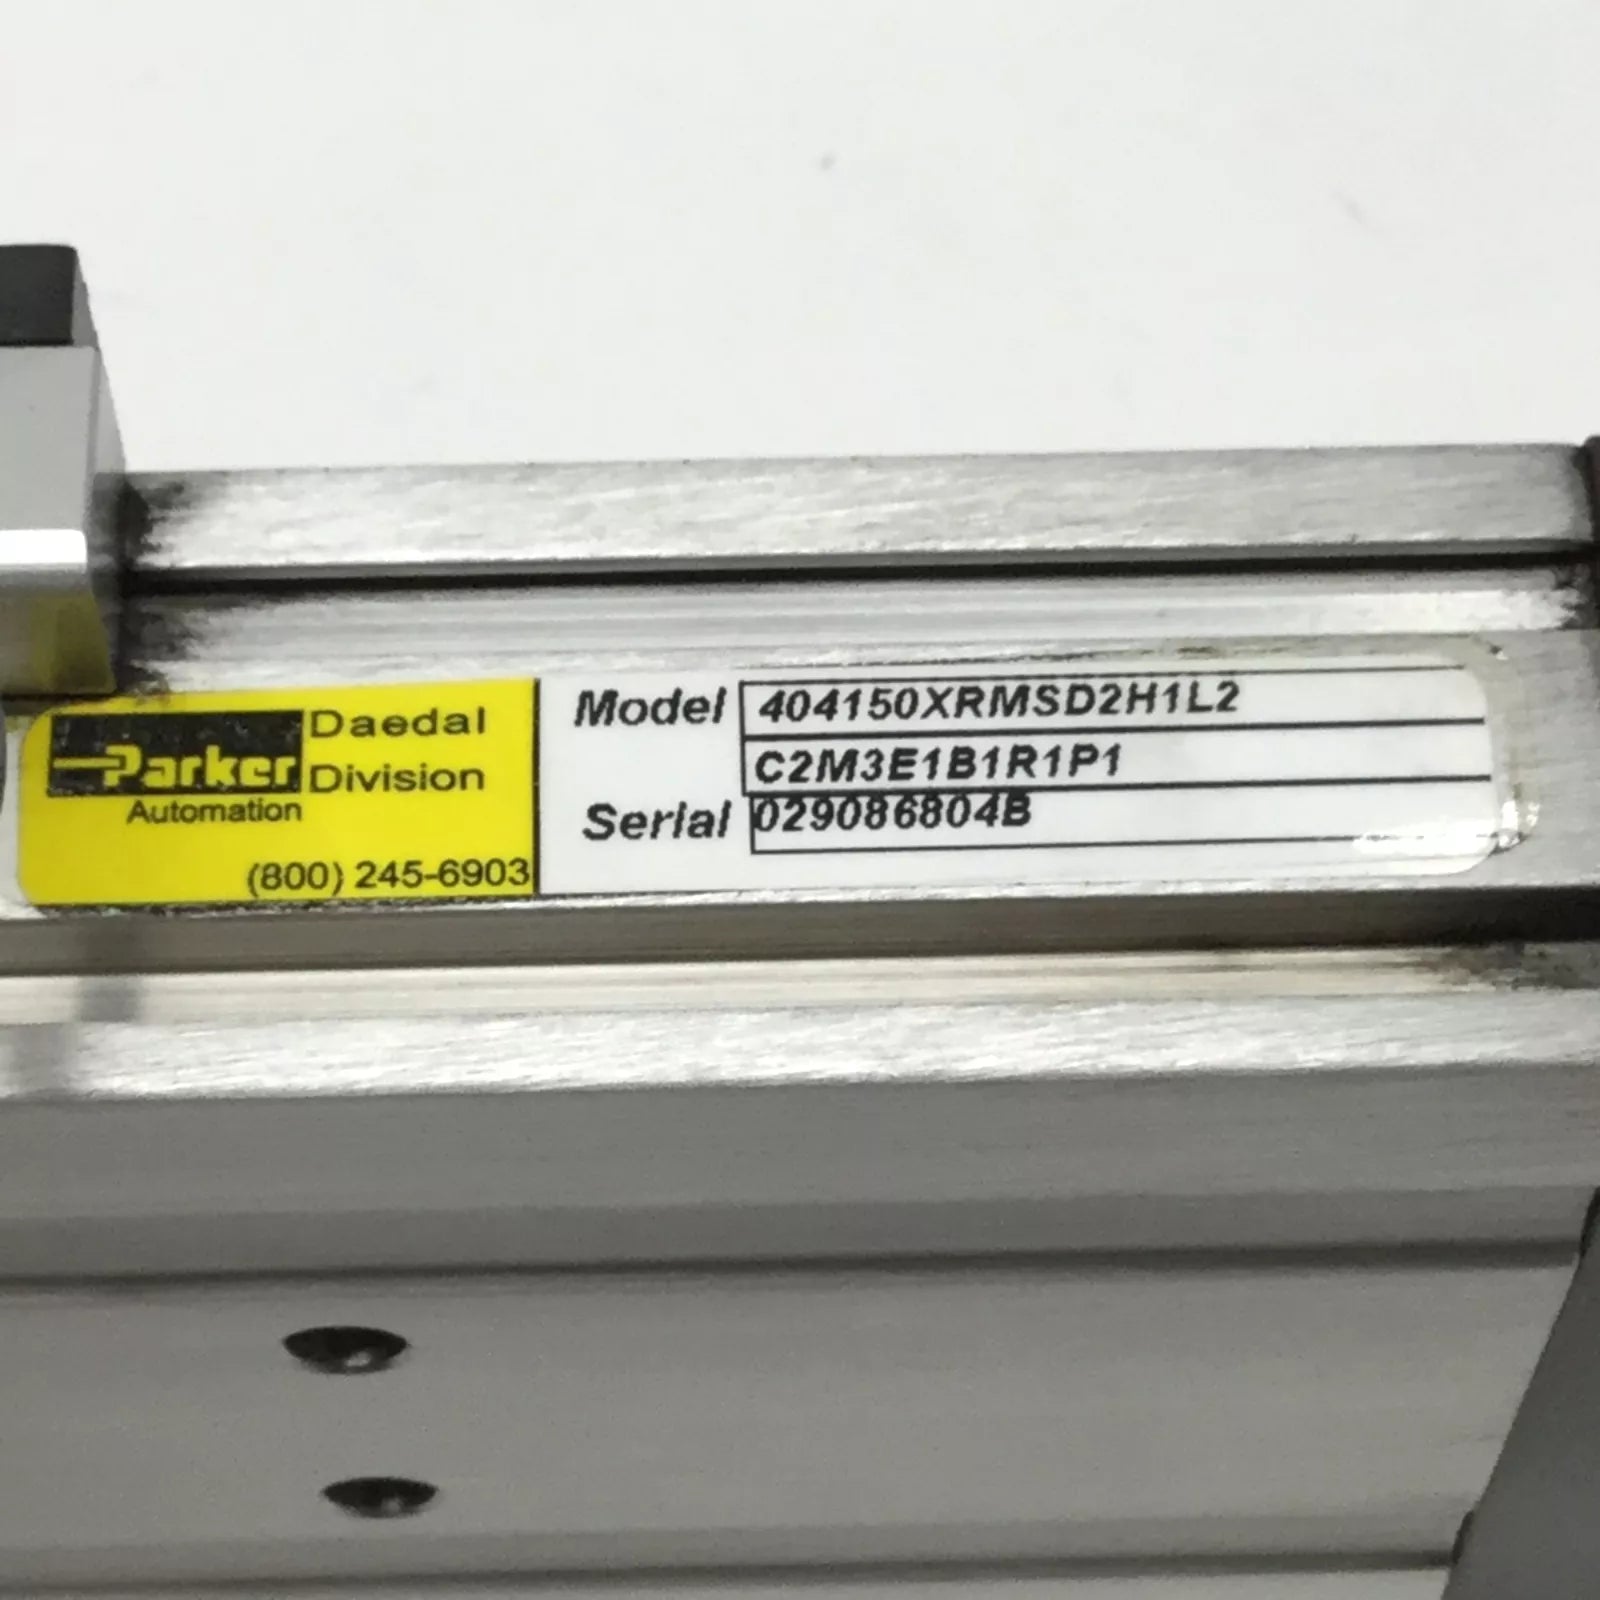 Parker
Daedal
Division
Automation
(800) 245-6903
Model 404150XRMSD2H1L2
C2M3E1B1R1P1
Serial 029086804B